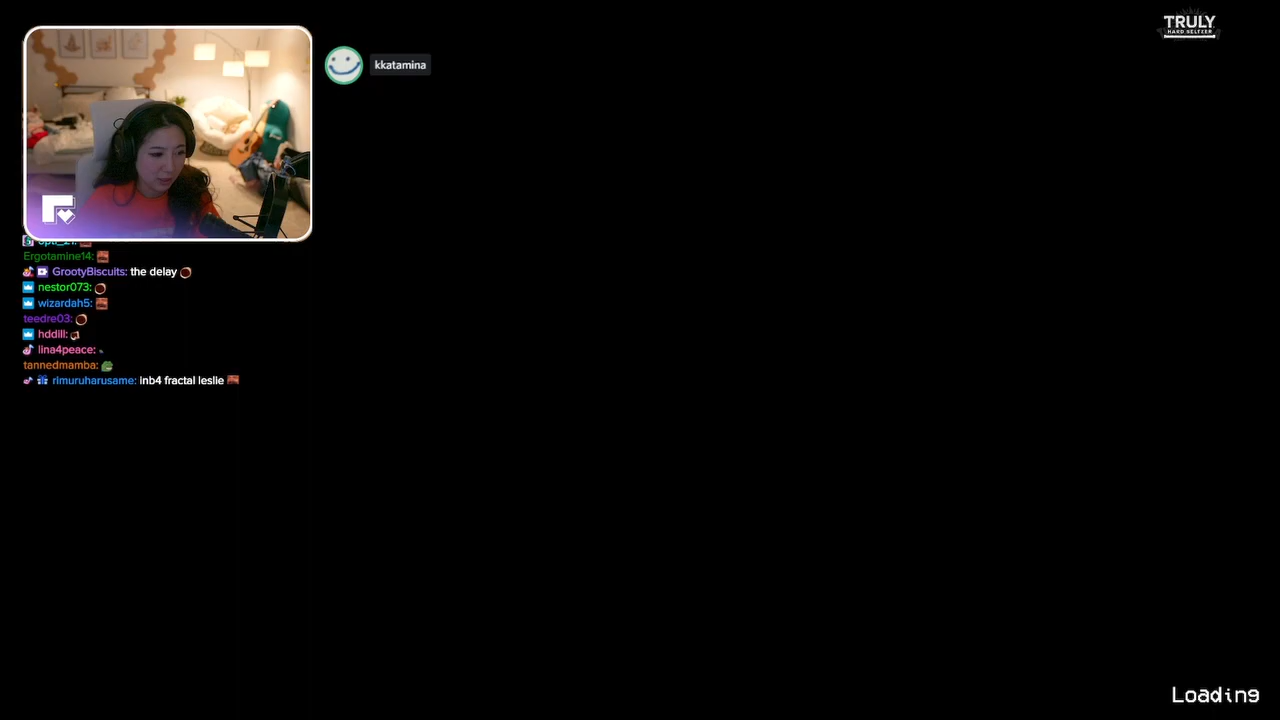 TRULY
HARD SELTZER
kkatamina
Ergotamine14:
GrootyBiscuits: the delay
nestor073:
wizardah5:
teedre03:
hddill:
lina4peace:
tannedmamba:
rimuruharusame: inb4 fractal leslie
Loading